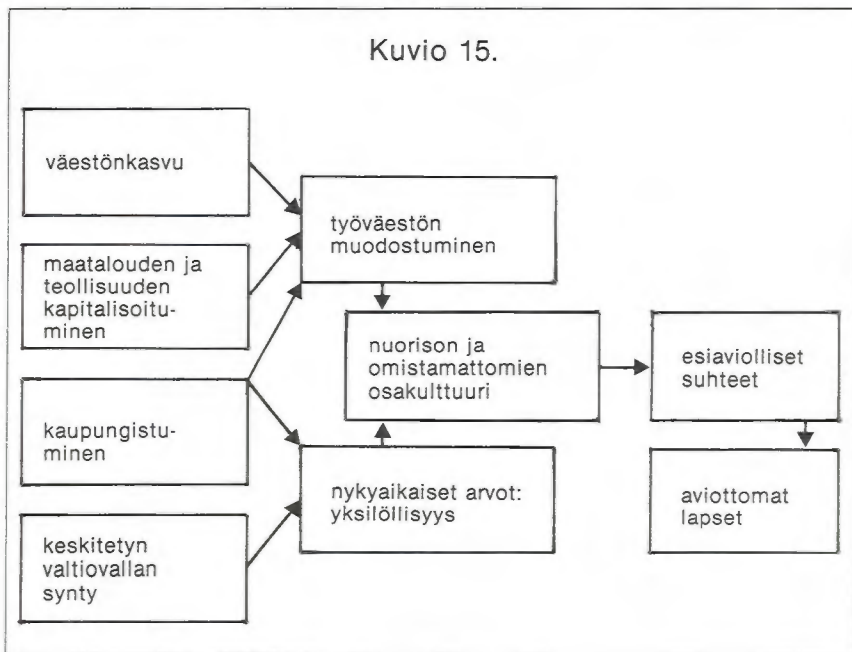 Kuvio 15.
väestönkasvu
maatalouden ja
teollisuuden
kapitalisoitu-
minen
kaupungistu-
minen
keskitetyn
valtiovallan
synty
työväestön
muodostuminen
nuorison ja
omistamattomien
osakulttuuri
nykyaikaiset arvot:
yksilöllisyys
esiaviolliset
suhteet
aviottomat
lapset